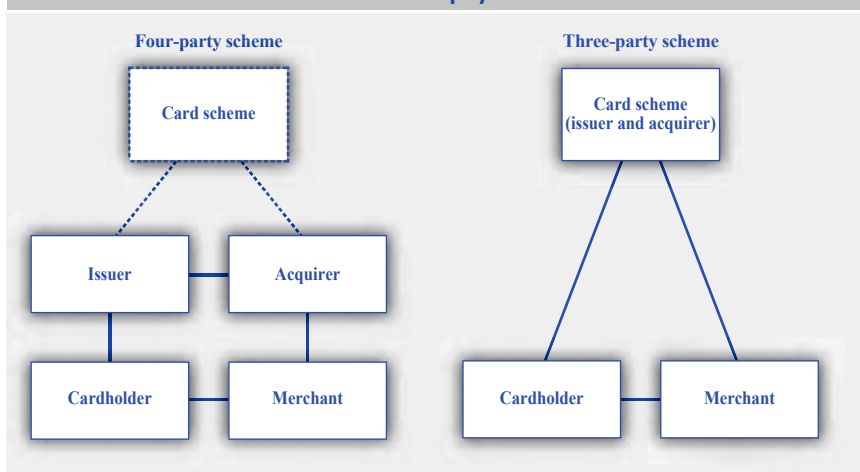 Four-party scheme
Card scheme
Issuer
Acquirer
Cardholder
Merchant
Three-party scheme
Card scheme
(issuer and acquirer)
Cardholder
Merchant